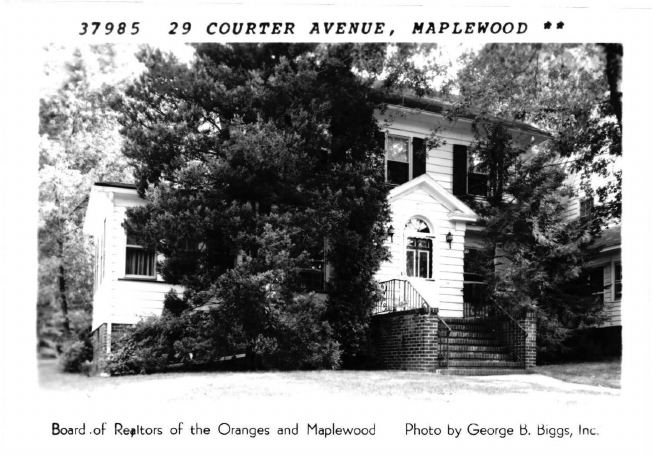 37985 29 COURTER AVENUE, MAPLEWOOD **
Board of Realtors of the Oranges and Maplewood Photo by George B. Biggs, Inc.